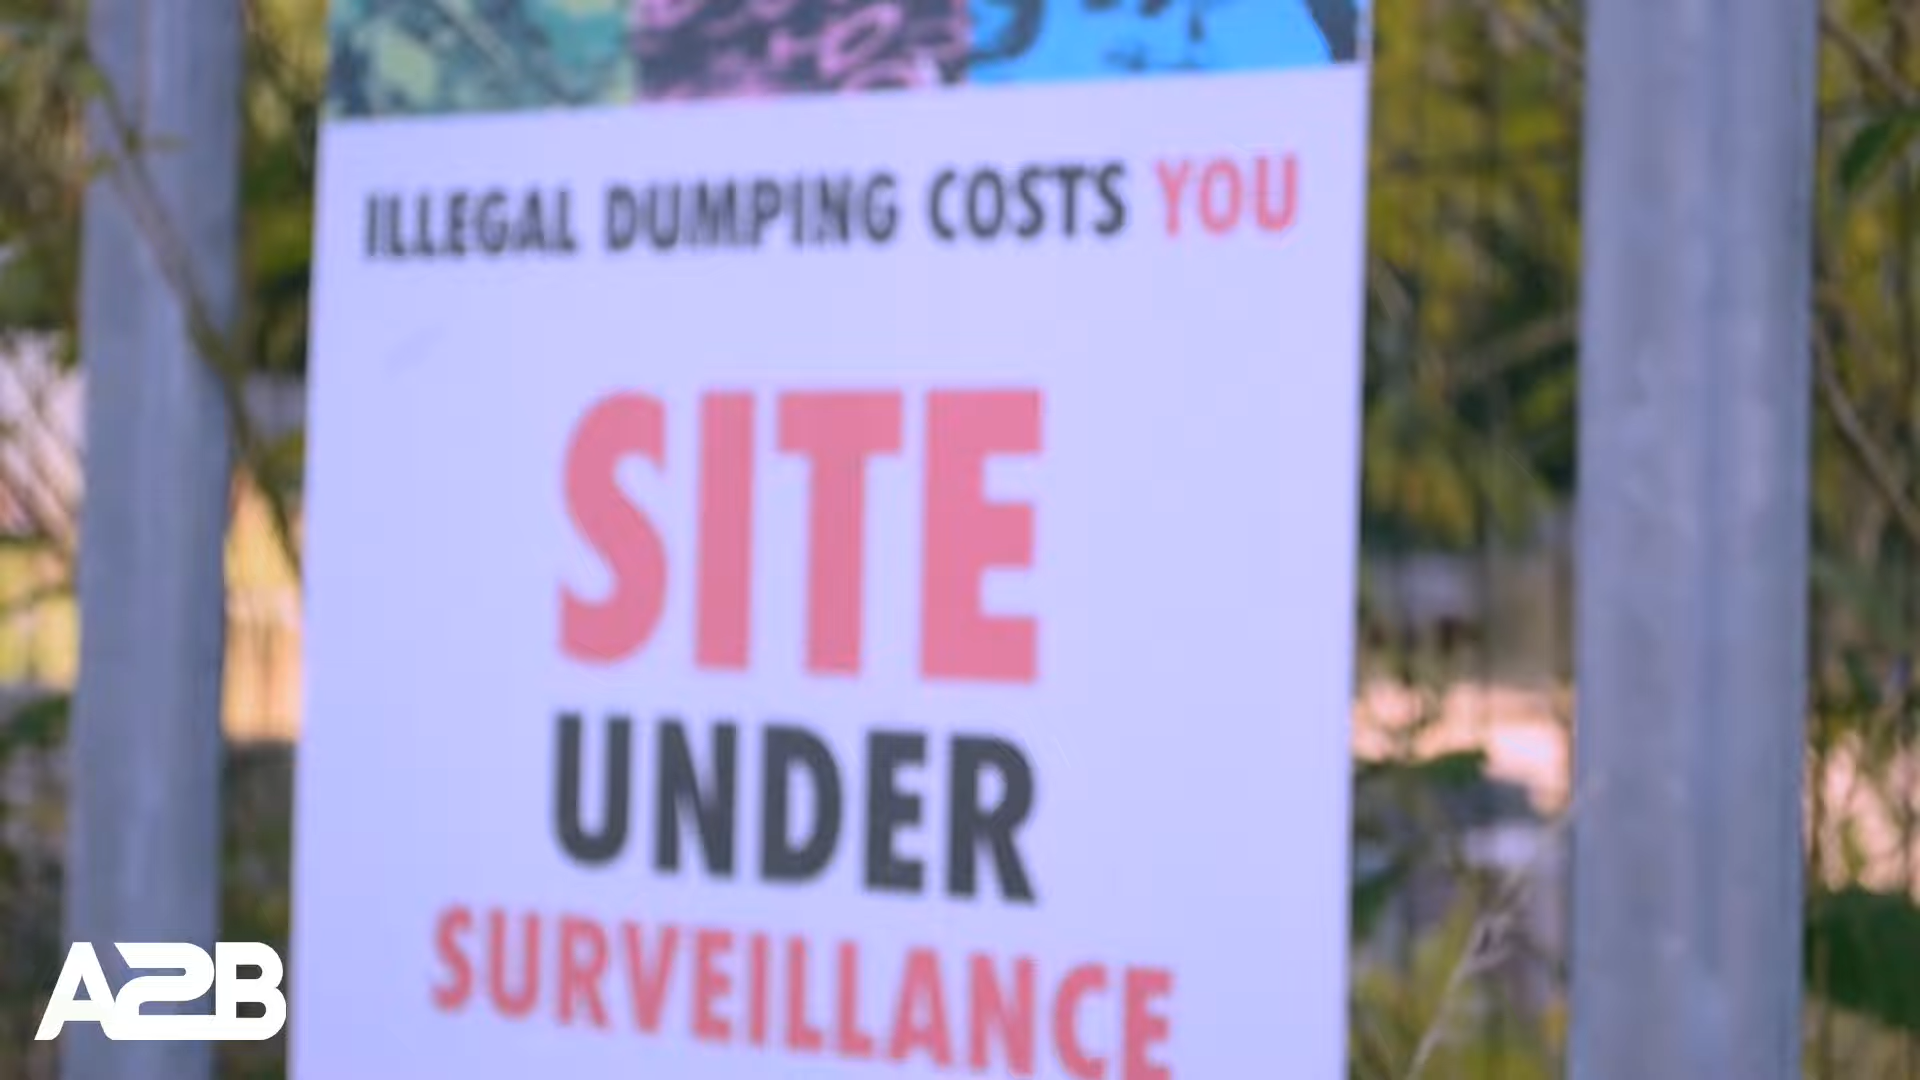 ILLEGAL DUMPING COSTS YOU
SITE
UNDER
SURVEILLANCE
A2B